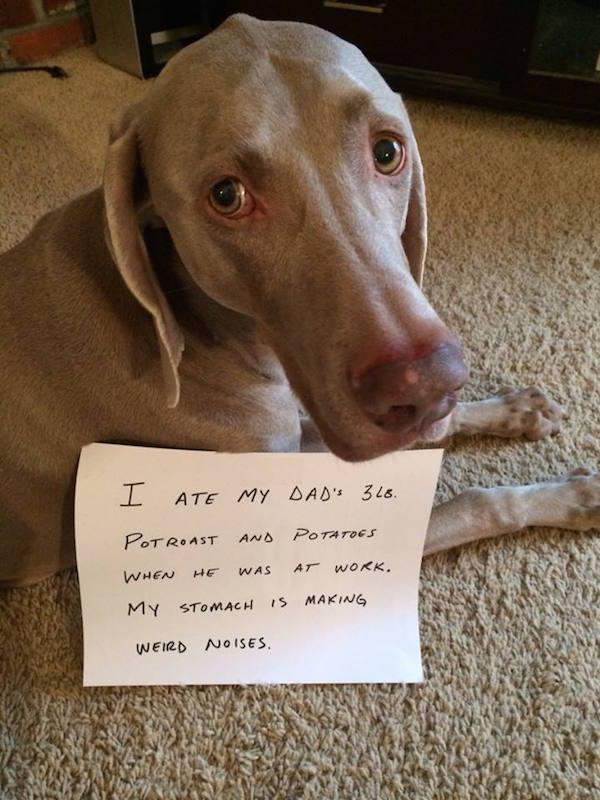 I ATE MY DAD'S 3LB.
POTROAST AND POTATOES
WHEN HE WAS AT WORK.
MY STOMACH IS MAKING
WEIRD NOISES.